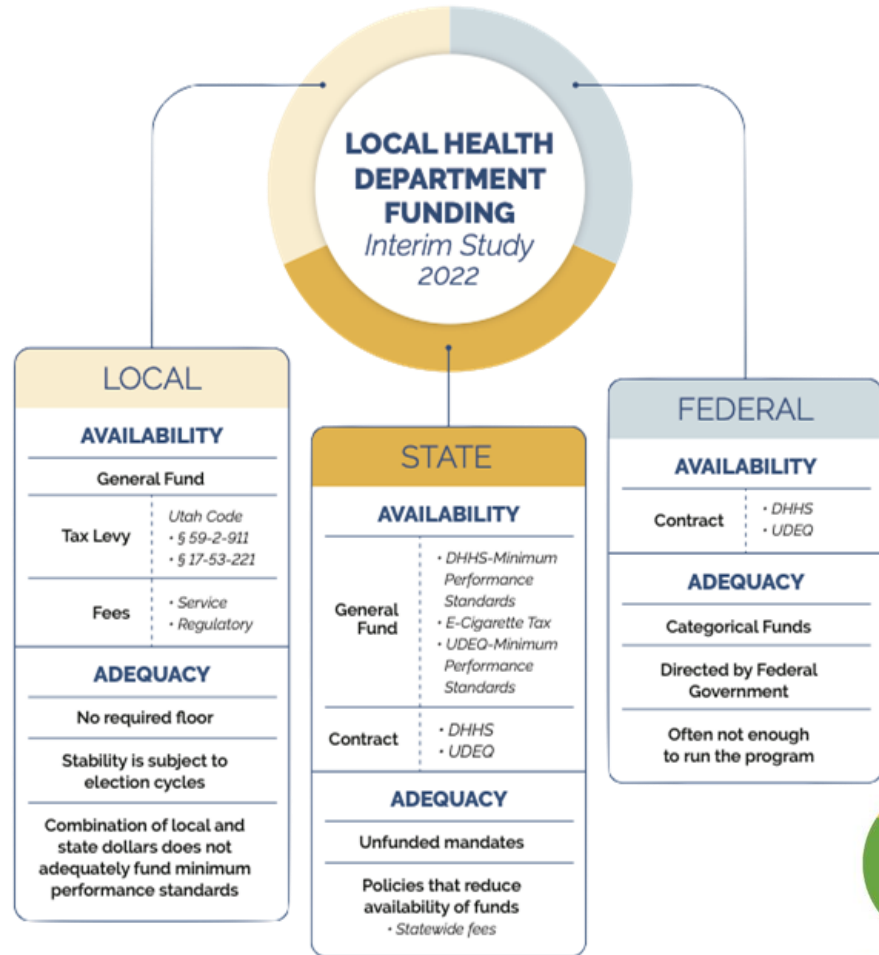 LOCAL HEALTH
DEPARTMENT
FUNDING
Interim Study
2022
LOCAL
AVAILABILITY
General Fund
Tax Levy
Utah Code
• § 59-2-911
• § 17-53-221
Fees
• Service
• Regulatory
ADEQUACY
No required floor
Stability is subject to
election cycles
Combination of local and
state dollars does not
adequately fund minimum
performance standards
STATE
AVAILABILITY
General
Fund
• DHHS-Minimum
Performance
Standards
• E-Cigarette Tax
• UDEQ-Minimum
Performance
Standards
Contract
• DHHS
• UDEQ
ADEQUACY
Unfunded mandates
Policies that reduce
availability of funds
• Statewide fees
FEDERAL
AVAILABILITY
Contract
• DHHS
• UDEQ
ADEQUACY
Categorical Funds
Directed by Federal
Government
Often not enough
to run the program